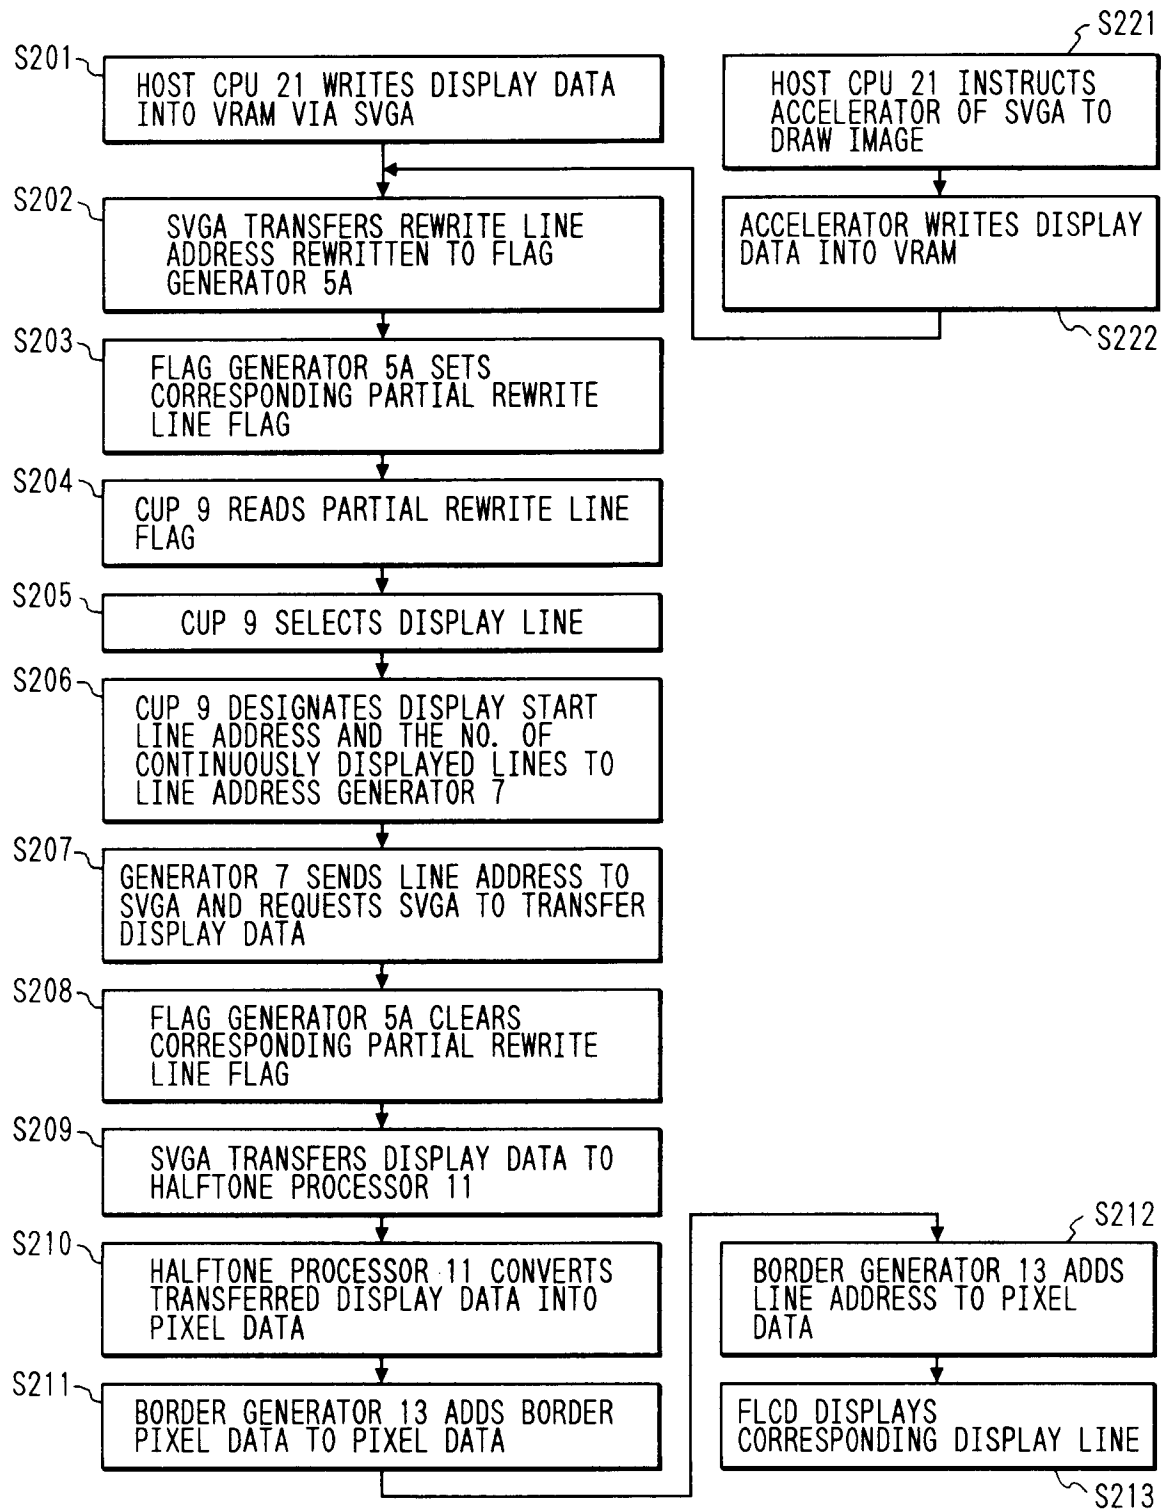 S201
HOST CPU 21 WRITES DISPLAY DATA
INTO VRAM VIA SVGA
S202
SVGA TRANSFERS REWRITE LINE
ADDRESS REWRITTEN TO FLAG
GENERATOR 5A
S203
FLAG GENERATOR 5A SETS
CORRESPONDING PARTIAL REWRITE
LINE FLAG
S204
CUP 9 READS PARTIAL REWRITE LINE
FLAG
S205
CUP 9 SELECTS DISPLAY LINE
S206
CUP 9 DESIGNATES DISPLAY START
LINE ADDRESS AND THE NO. OF
CONTINUOUSLY DISPLAYED LINES TO
LINE ADDRESS GENERATOR 7
S207
GENERATOR 7 SENDS LINE ADDRESS TO
SVGA AND REQUESTS SVGA TO TRANSFER
DISPLAY DATA
S208
FLAG GENERATOR 5A CLEARS
CORRESPONDING PARTIAL REWRITE
LINE FLAG
S209
SVGA TRANSFERS DISPLAY DATA TO
HALFTONE PROCESSOR 11
S210
HALFTONE PROCESSOR 11 CONVERTS
TRANSFERRED DISPLAY DATA INTO
PIXEL DATA
S211
BORDER GENERATOR 13 ADDS BORDER
PIXEL DATA TO PIXEL DATA
S221
HOST CPU 21 INSTRUCTS
ACCELERATOR OF SVGA TO
DRAW IMAGE
ACCELERATOR WRITES DISPLAY
DATA INTO VRAM
S222
S212
BORDER GENERATOR 13 ADDS
LINE ADDRESS TO PIXEL
DATA
FLCD DISPLAYS
CORRESPONDING DISPLAY LINE
S213